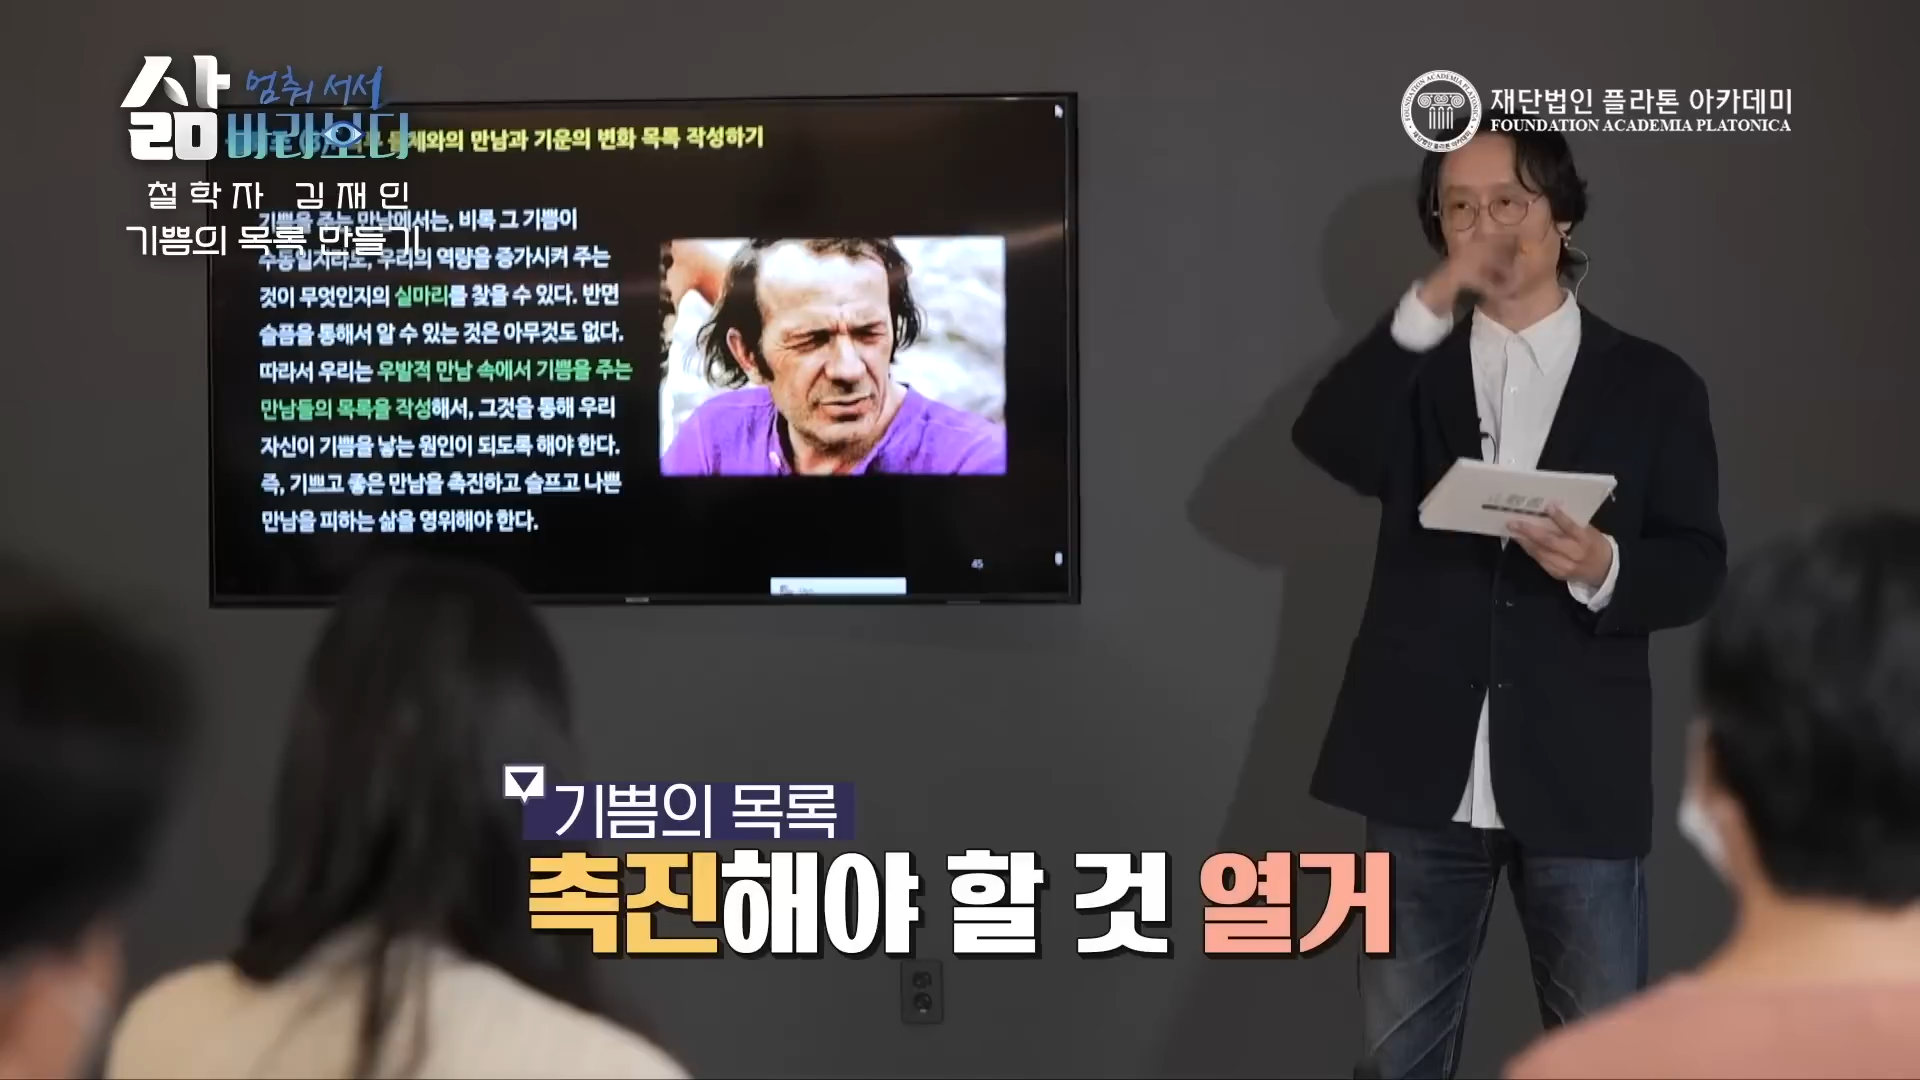 삶 멈춰 서서
바라보다
철학자 김재인
기쁨의 목록 만들기
재단법인 플라톤 아카데미
FOUNDATION ACADEMIA PLATONICA
물체와의 만남과 기운의 변화 목록 작성하기
기쁨을 주는 만남에서는, 비록 그 기쁨이
수동일지라도, 우리의 역량을 증가시켜 주는
것이 무엇인지의 실마리를 찾을 수 있다. 반면
슬픔을 통해서 알 수 있는 것은 아무것도 없다.
따라서 우리는 우발적 만남 속에서 기쁨을 주는
만남들의 목록을 작성해서, 그것을 통해 우리
자신이 기쁨을 낳는 원인이 되도록 해야 한다.
즉, 기쁘고 좋은 만남을 촉진하고 슬프고 나쁜
만남을 피하는 삶을 영위해야 한다.
45
기쁨의 목록
촉진해야 할 것 열거